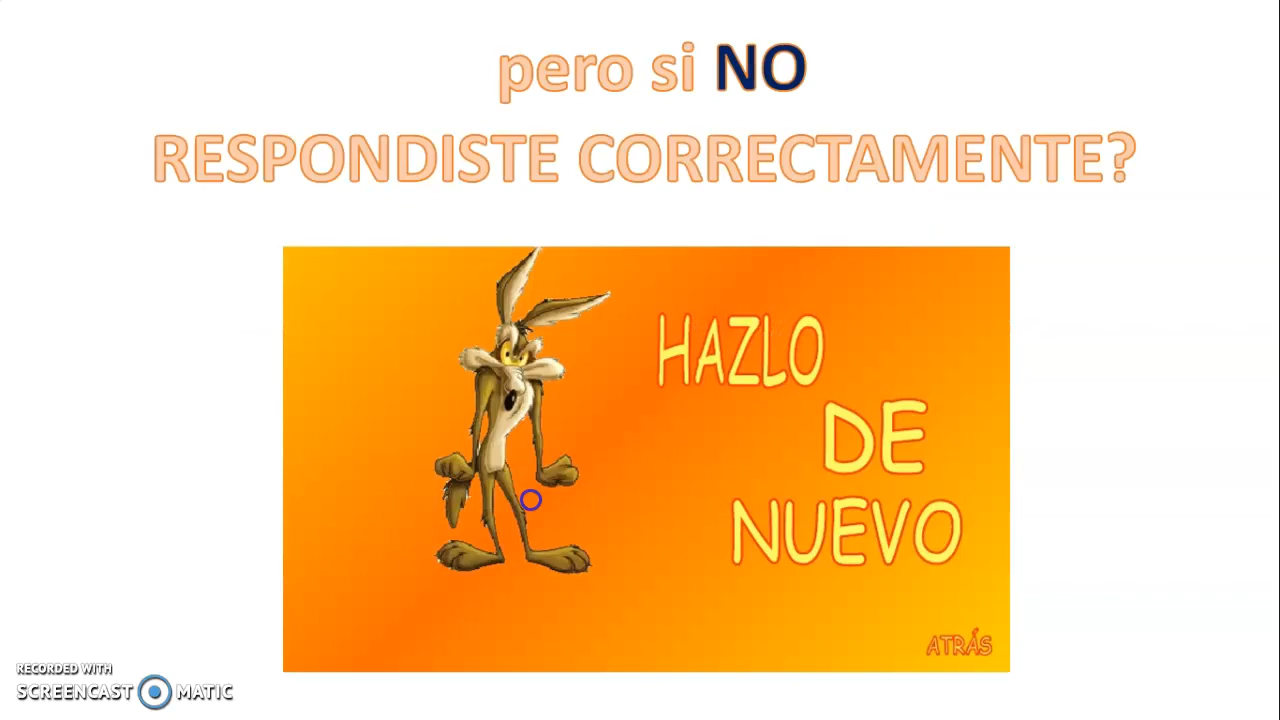 pero si NO
RESPONDISTE CORRECTAMENTE?
HAZLO
DE
NUEVO
ATRÁS
RECORDED WITH
SCREENCAST MATIC